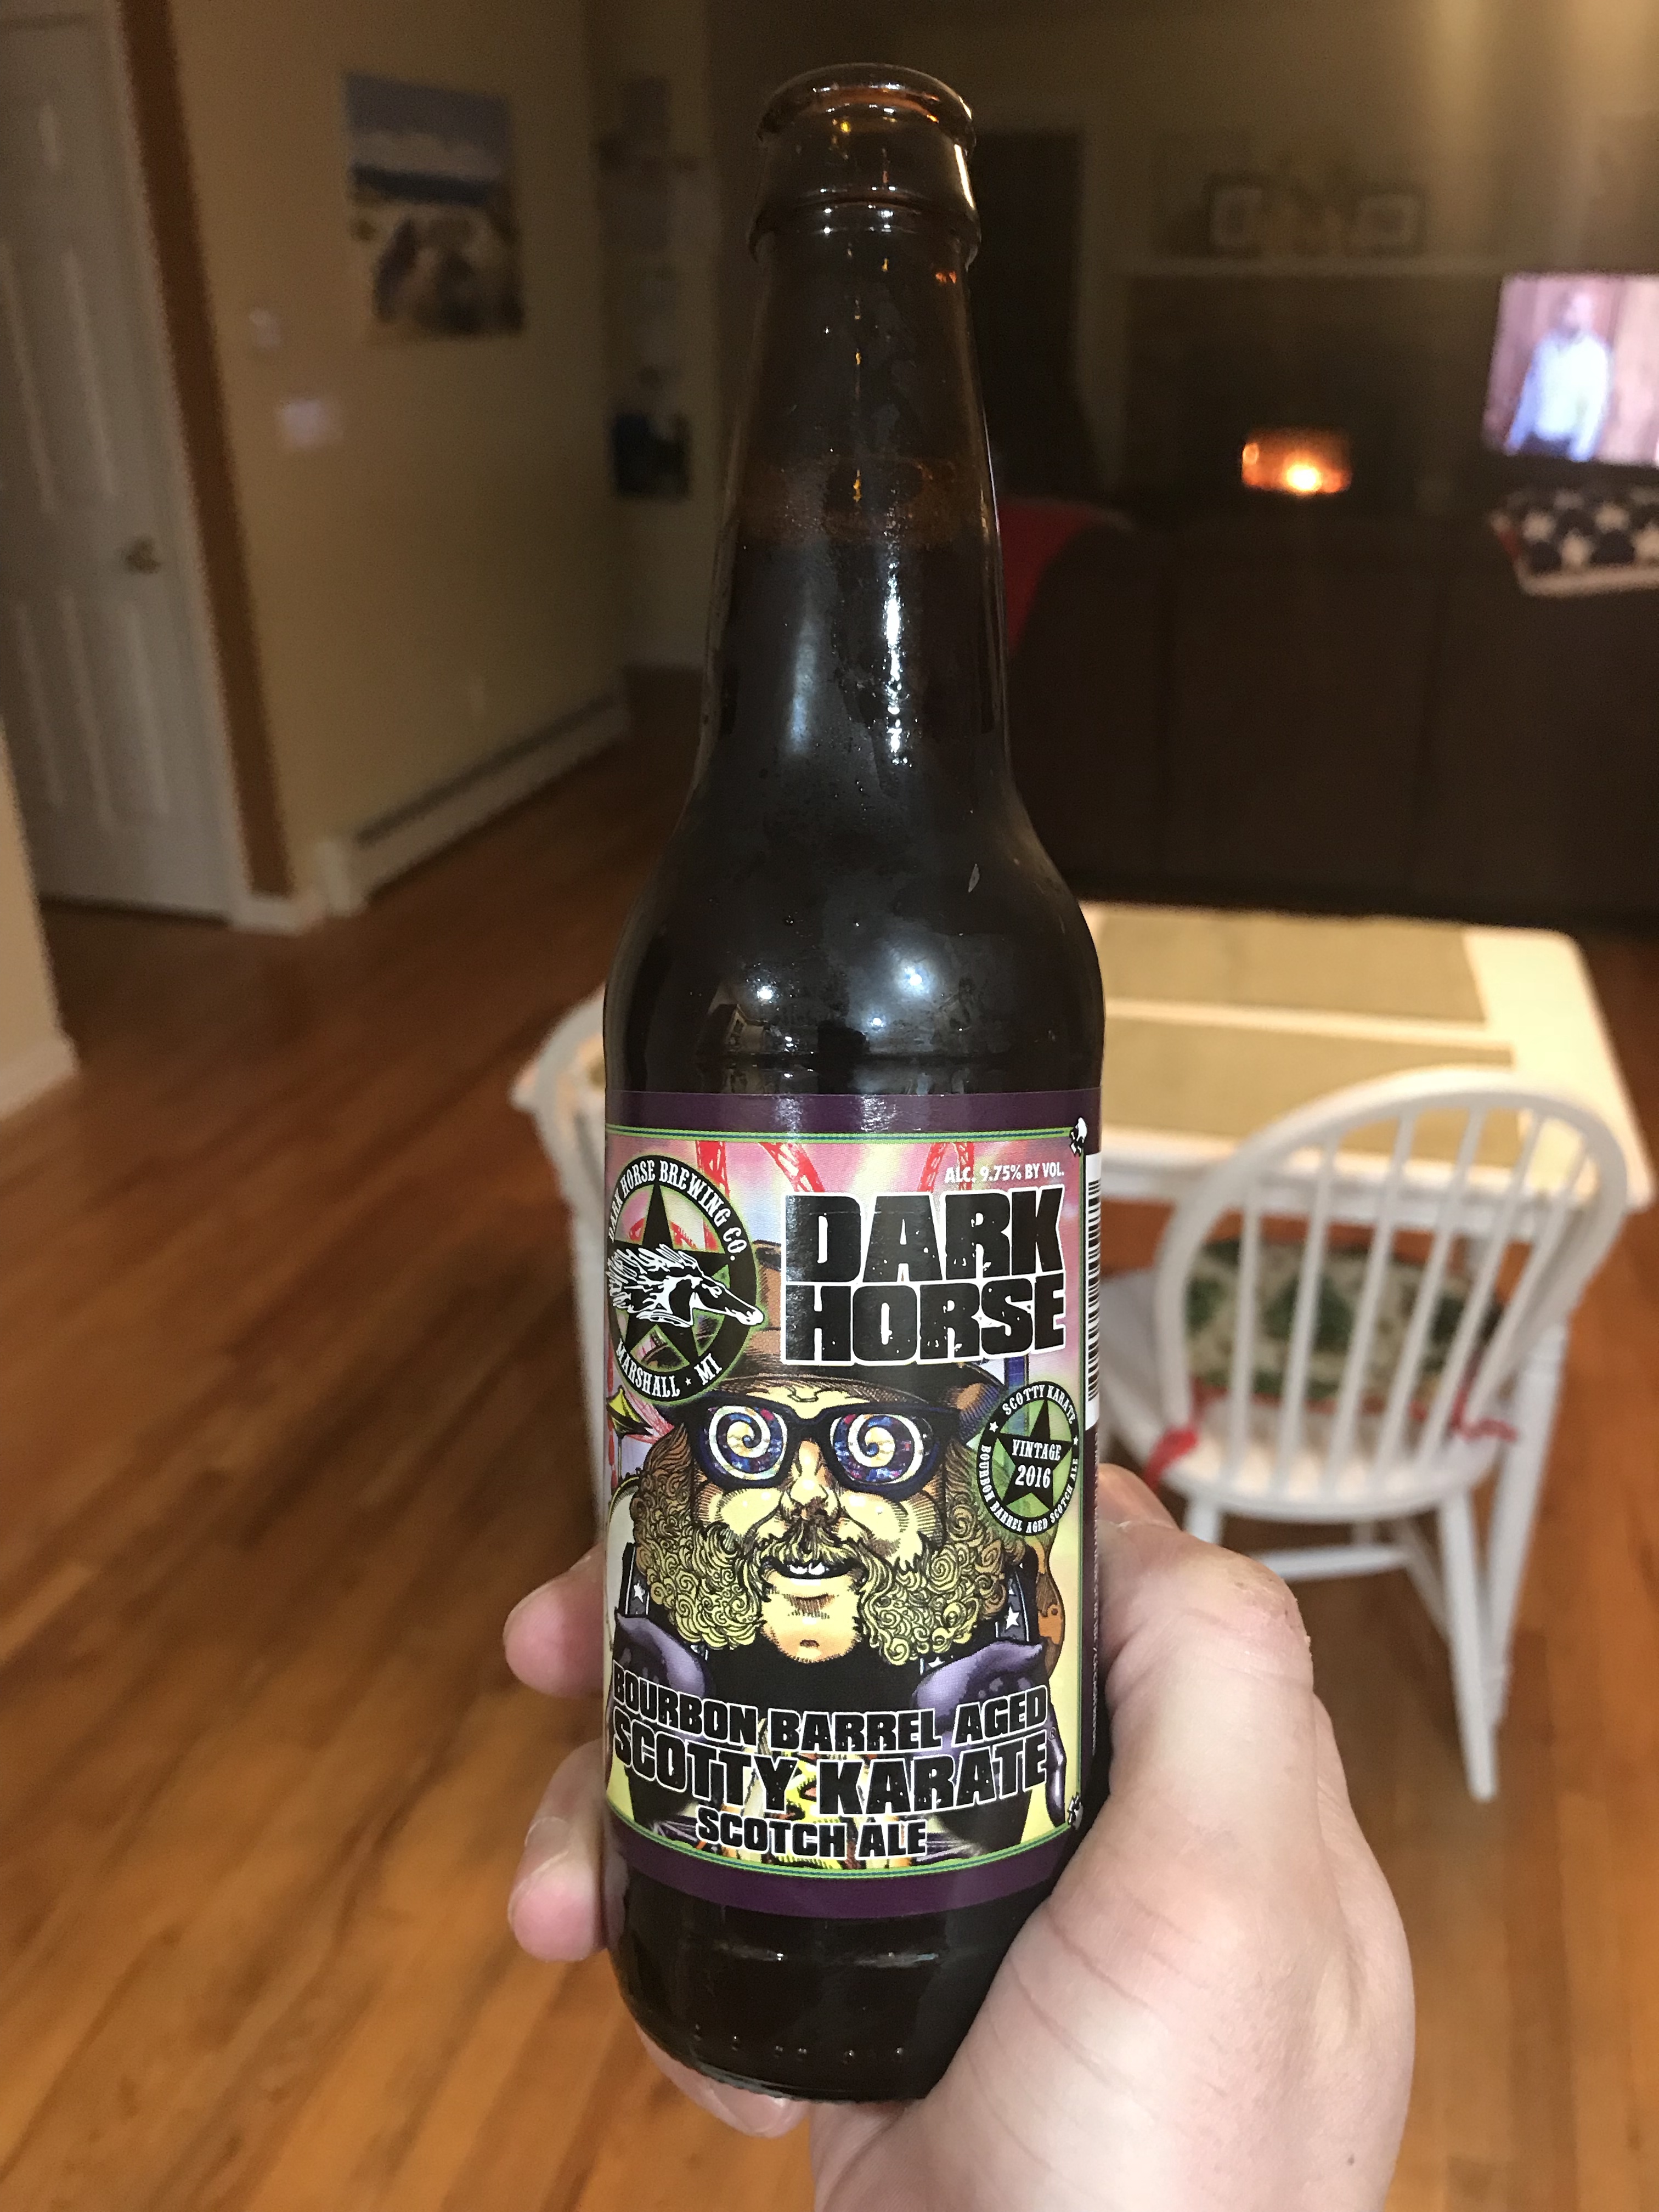 ALC. 9.75% BY VOL.
DARK HORSE BREWING CO.
MARSHALL · MI
DARK
HORSE
SCOTTY KARATE
VINTAGE
2016
BOURBON BARREL AGED SCOTCH ALE
BOURBON BARREL AGED
SCOTTY KARATE
SCOTCH ALE